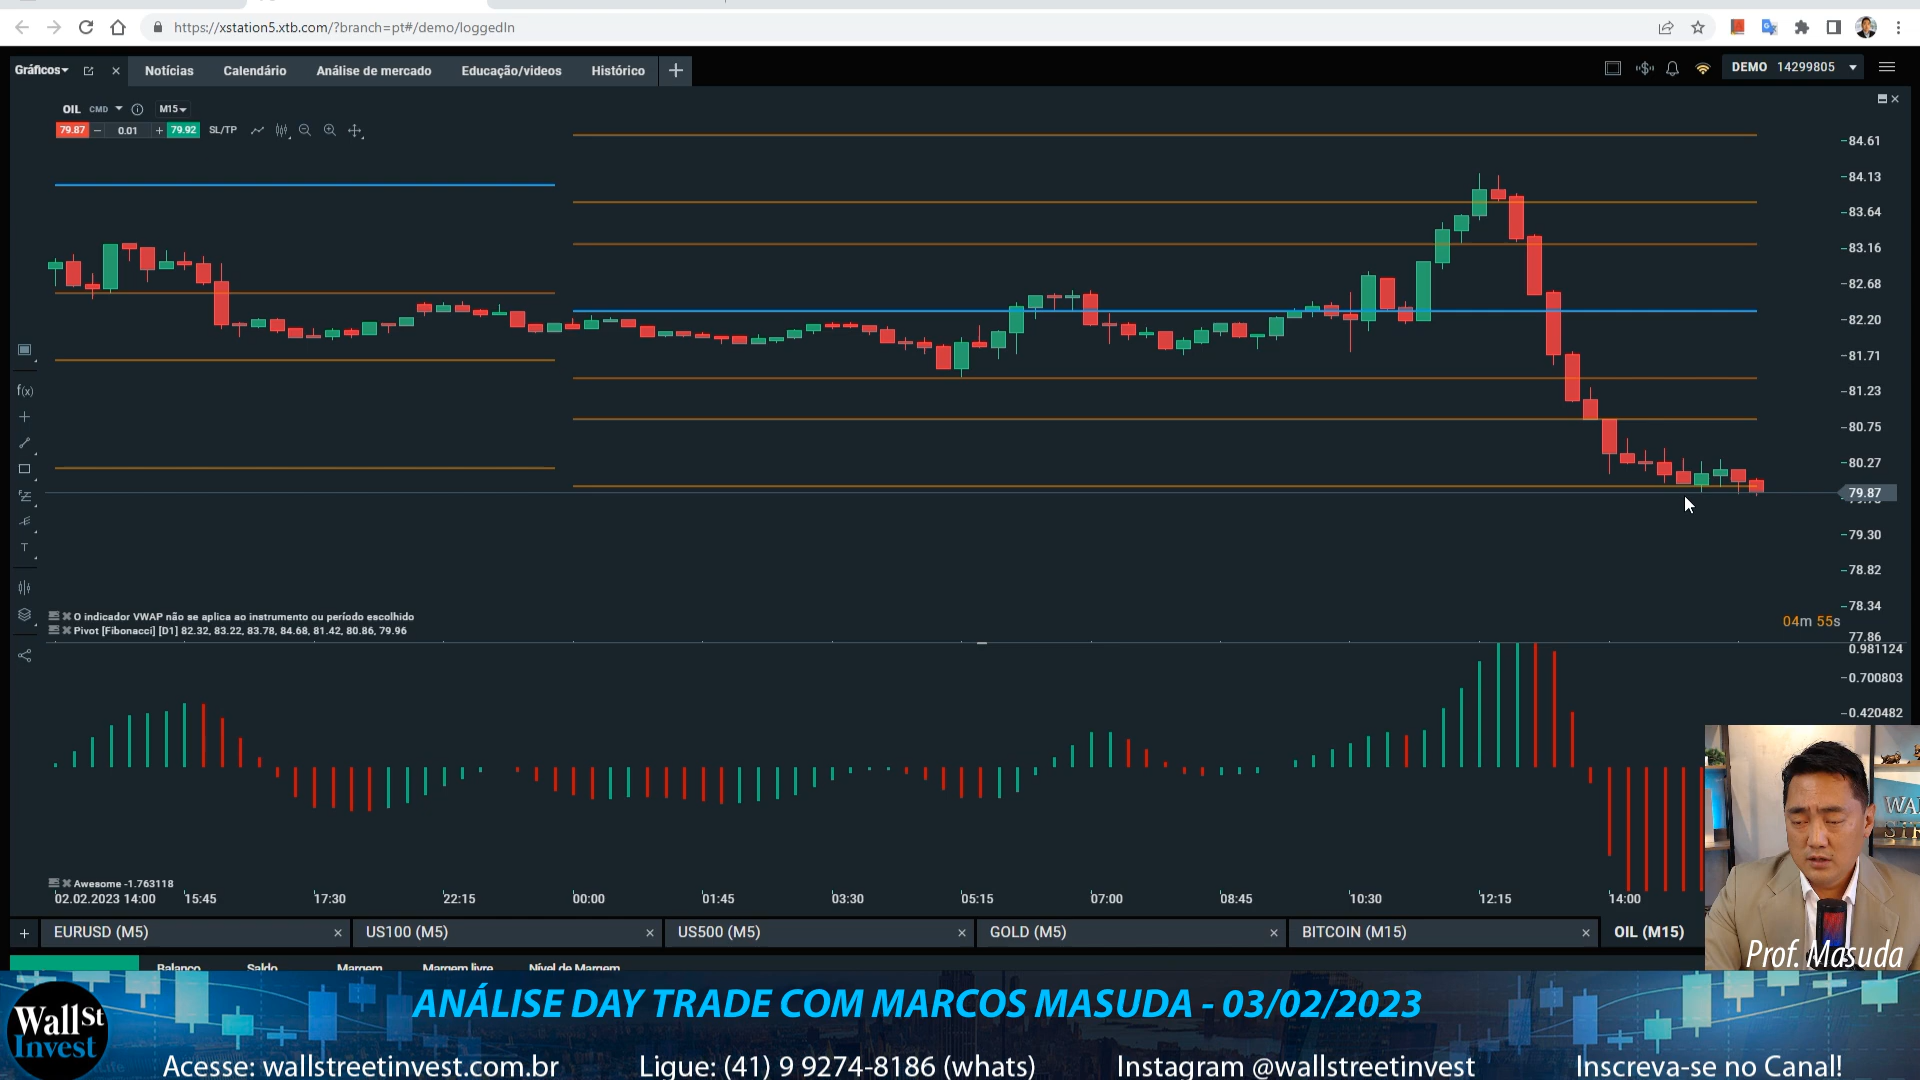 https://xstation5.xtb.com/?branch=pt#/demo/loggedIn
Gráficos
Notícias
Calendário
Análise de mercado
Educação/videos
Histórico
DEMO 14299805
OIL CMD M15
79.87 − 0.01 + 79.92 SL/TP
84.61
84.13
83.64
83.16
82.68
82.20
81.71
81.23
80.75
80.27
79.87
79.30
78.82
78.34
77.86
f(x)
T
O indicador VWAP não se aplica ao instrumento ou período escolhido
Pivot [Fibonacci] [D1] 82.32, 83.22, 83.78, 84.68, 81.42, 80.86, 79.96
04m 55s
0.981124
0.700803
0.420482
Awesome -1.763118
02.02.2023 14:00 15:45 17:30 22:15 00:00 01:45 03:30 05:15 07:00 08:45 10:30 12:15 14:00
EURUSD (M5)
US100 (M5)
US500 (M5)
GOLD (M5)
BITCOIN (M15)
OIL (M15)
Prof. Masuda
Balanço Saldo Margem Margem livre Nível de Margem
ANÁLISE DAY TRADE COM MARCOS MASUDA - 03/02/2023
Wall St
Invest
Acesse: wallstreetinvest.com.br Ligue: (41) 9 9274-8186 (whats) Instagram @wallstreetinvest Inscreva-se no Canal!